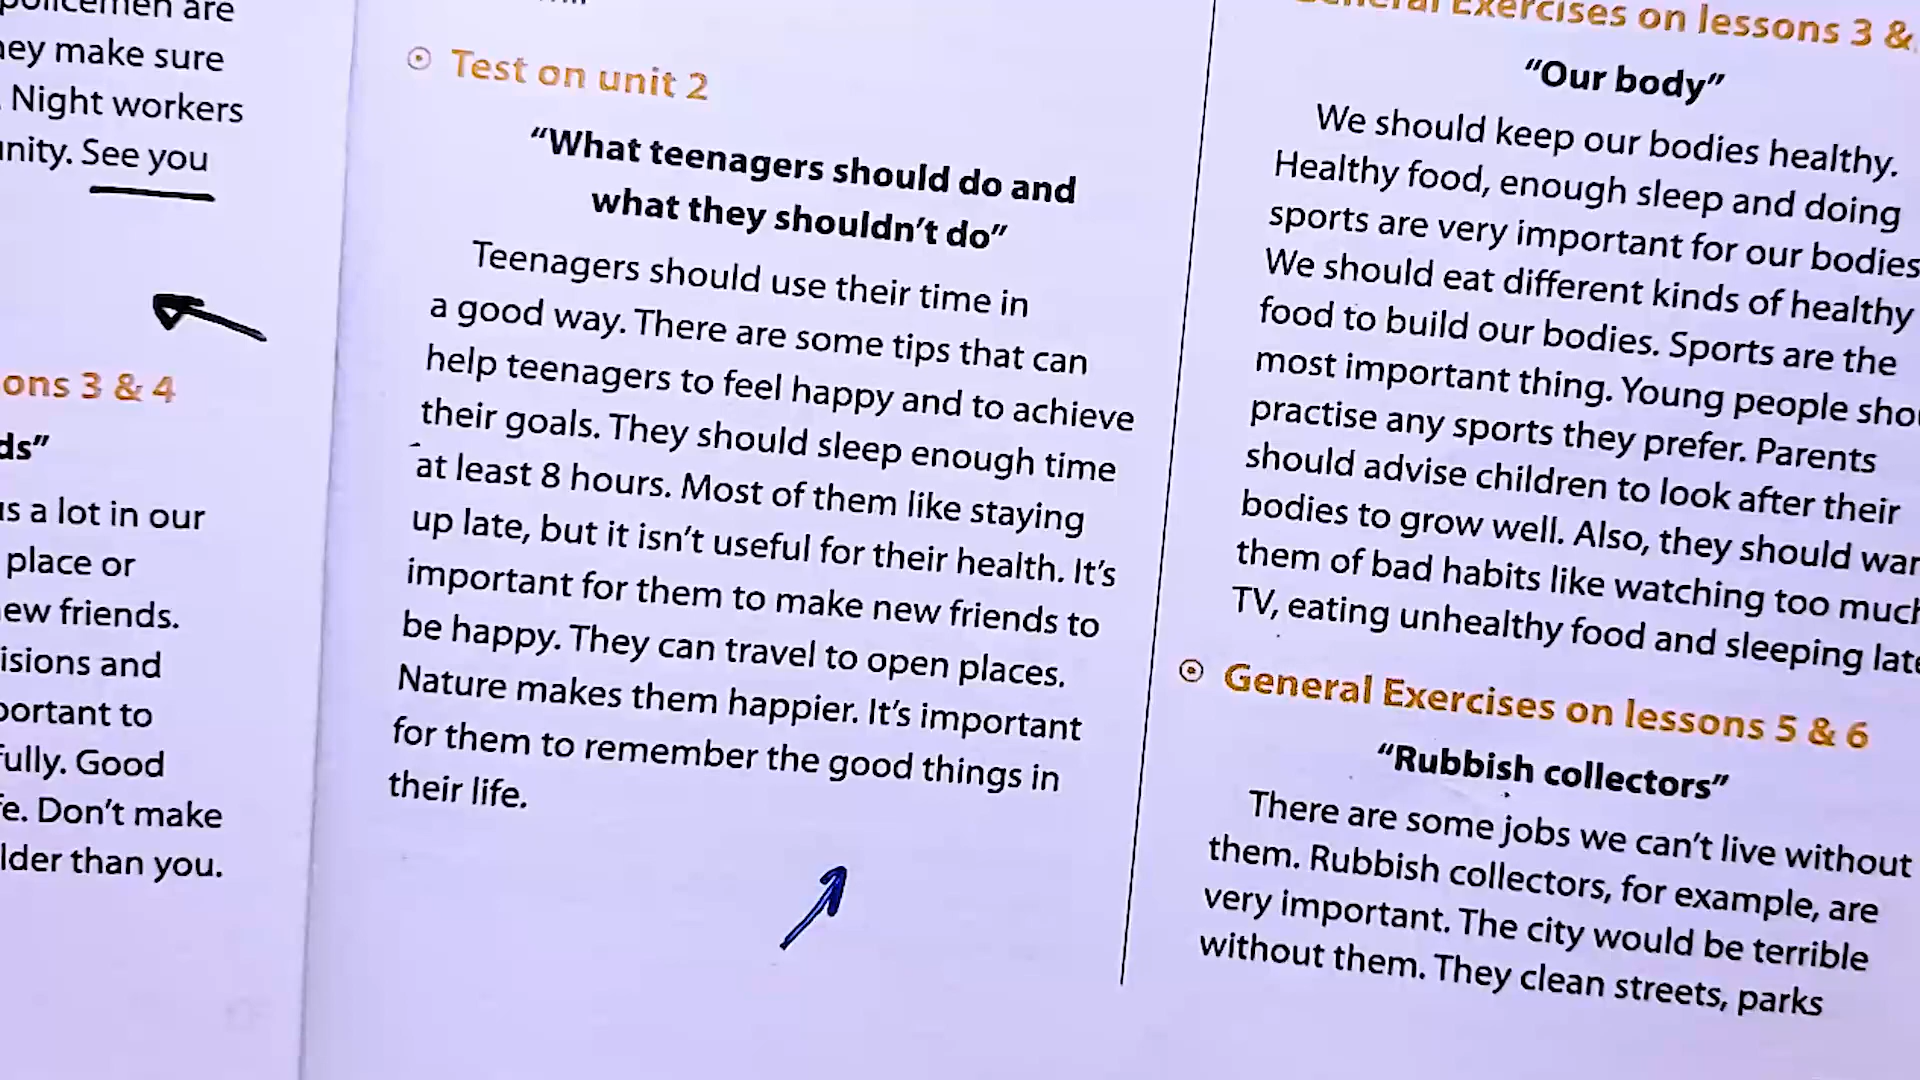 are
make sure
Night workers
See you
ons 3 & 4
ds”
a lot in our
place or
new friends.
and
to
Good
Don’t make
than you.
Test on unit 2
“What teenagers should do and
what they shouldn’t do”
Teenagers should use their time in
a good way. There are some tips that can
help teenagers to feel happy and to achieve
their goals. They should sleep enough time
at least 8 hours. Most of them like staying
up late, but it isn’t useful for their health. It’s
important for them to make new friends to
be happy. They can travel to open places.
Nature makes them happier. It’s important
for them to remember the good things in
their life.
General Exercises on lessons 3 &
“Our body”
We should keep our bodies healthy.
Healthy food, enough sleep and doing
sports are very important for our bodies
We should eat different kinds of healthy
food to build our bodies. Sports are the
most important thing. Young people
practise any sports they prefer. Parents
should advise children to look after their
bodies to grow well. Also, they should
them of bad habits like watching too much
TV, eating unhealthy food and sleeping late
General Exercises on lessons 5 & 6
“Rubbish collectors”
There are some jobs we can’t live without
them. Rubbish collectors, for example, are
very important. The city would be terrible
without them. They clean streets, parks